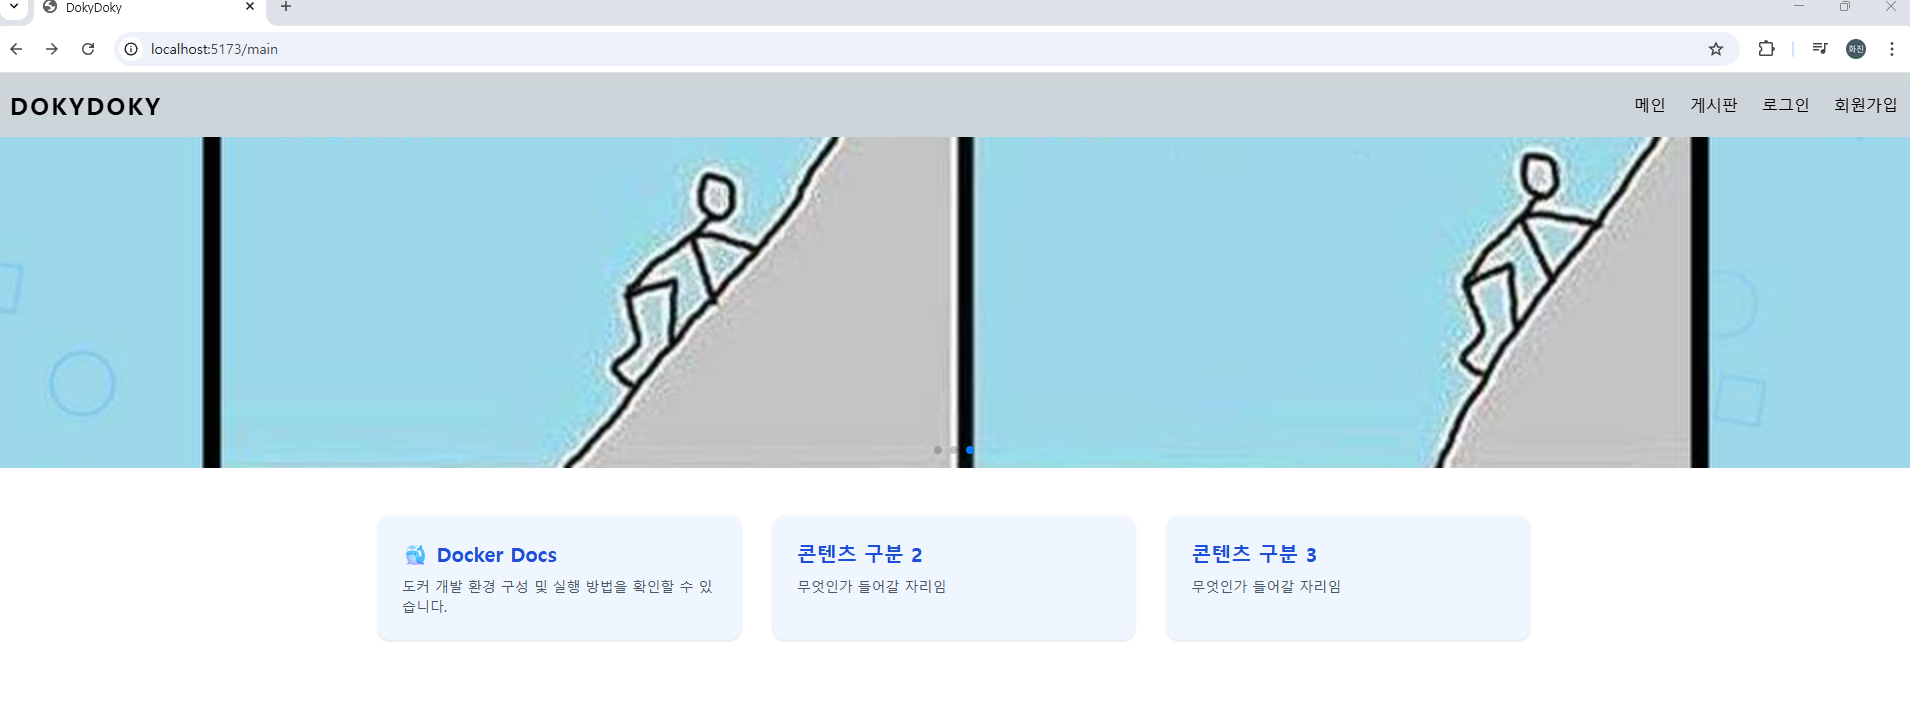 DokyDoky
localhost:5173/main
화진
DOKYDOKY
메인 게시판 로그인 회원가입
Docker Docs
도커 개발 환경 구성 및 실행 방법을 확인할 수 있
습니다.
콘텐츠 구분 2
무엇인가 들어갈 자리임
콘텐츠 구분 3
무엇인가 들어갈 자리임